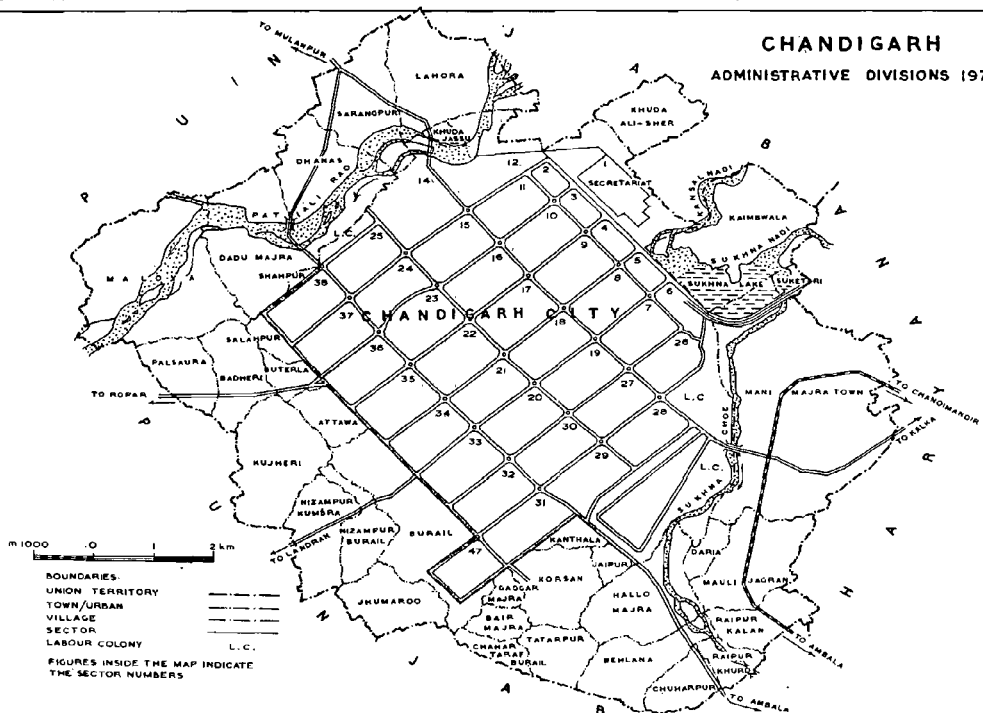 CHANDIGARH
ADMINISTRATIVE DIVISIONS 197
TO MULANPUR
LAHORA
SARANGPUR
KHUDA
JASSU
KHUDA
ALI-SHER
DHANAS
PATIALI RAO
12
14
2
1
SECRETARIAT
11
3
10
4
KANSAL NADI
KAIMBWALA
L.C.
25
15
9
5
SUKHNA NADI
DADU MAJRA
MALOYA
SHAHPUR
38
24
16
8
6
SUKHNA LAKE
SUKETRI
37
23
17
7
CHANDIGARH CITY
SALAHPUR
22
18
26
PALSAURA
BADHERI
BUTERLA
36
21
19
TO ROPAR
35
20
27
L.C.
MANI MAJRA TOWN
TO CHANDIMANDIR
TO KALKA
ATTAWA
34
30
28
CHOE
KUJHERI
33
29
L.C.
SUKHNA
32
NIZAMPUR
KUMBRA
31
NIZAMPUR
BURAIL
BURAIL
TO LANDRAN
47
KANTHALA
JAIPUR
DARIA
MAULI JAGRAN
KORSAN
GAGGAR
MAJRA
HALLO
MAJRA
JHUMAROO
BAIR
MAJRA
RAIPUR
KALAN
TATARPUR
CHAHAR
TARAF
BURAIL
BEHLANA
RAIPUR
KHURD
TO AMBALA
CHUHARPUR
TO AMBALA
PUNJAB
PUNJAB
HARYANA
m 1000 0 1 2 km
BOUNDARIES:
UNION TERRITORY
TOWN/URBAN
VILLAGE
SECTOR
LABOUR COLONY L.C.
FIGURES INSIDE THE MAP INDICATE
THE SECTOR NUMBERS